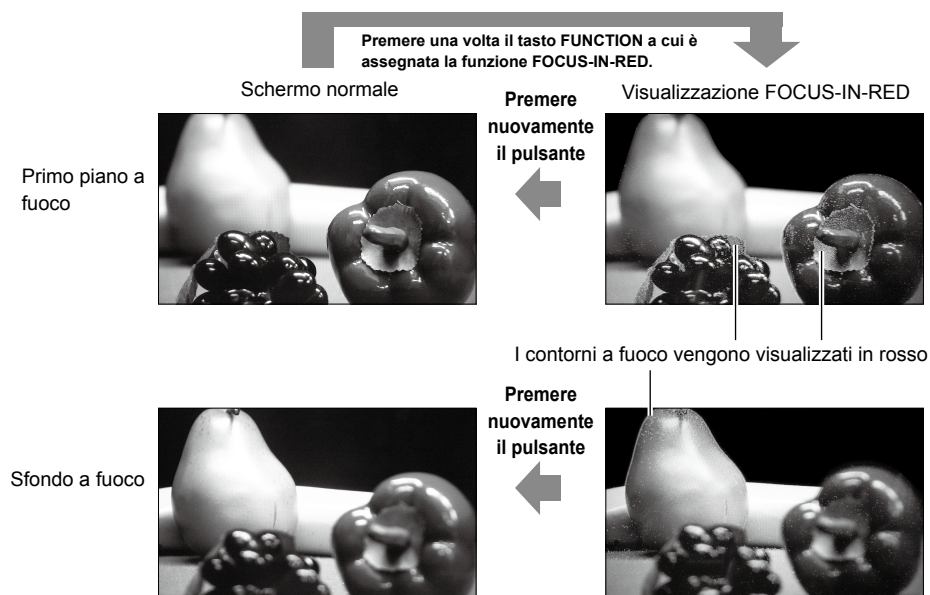 Premere una volta il tasto FUNCTION a cui è
assegnata la funzione FOCUS-IN-RED.
Schermo normale
Premere
nuovamente
il pulsante
Visualizzazione FOCUS-IN-RED
Primo piano a
fuoco
I contorni a fuoco vengono visualizzati in rosso
Premere
nuovamente
il pulsante
Sfondo a fuoco